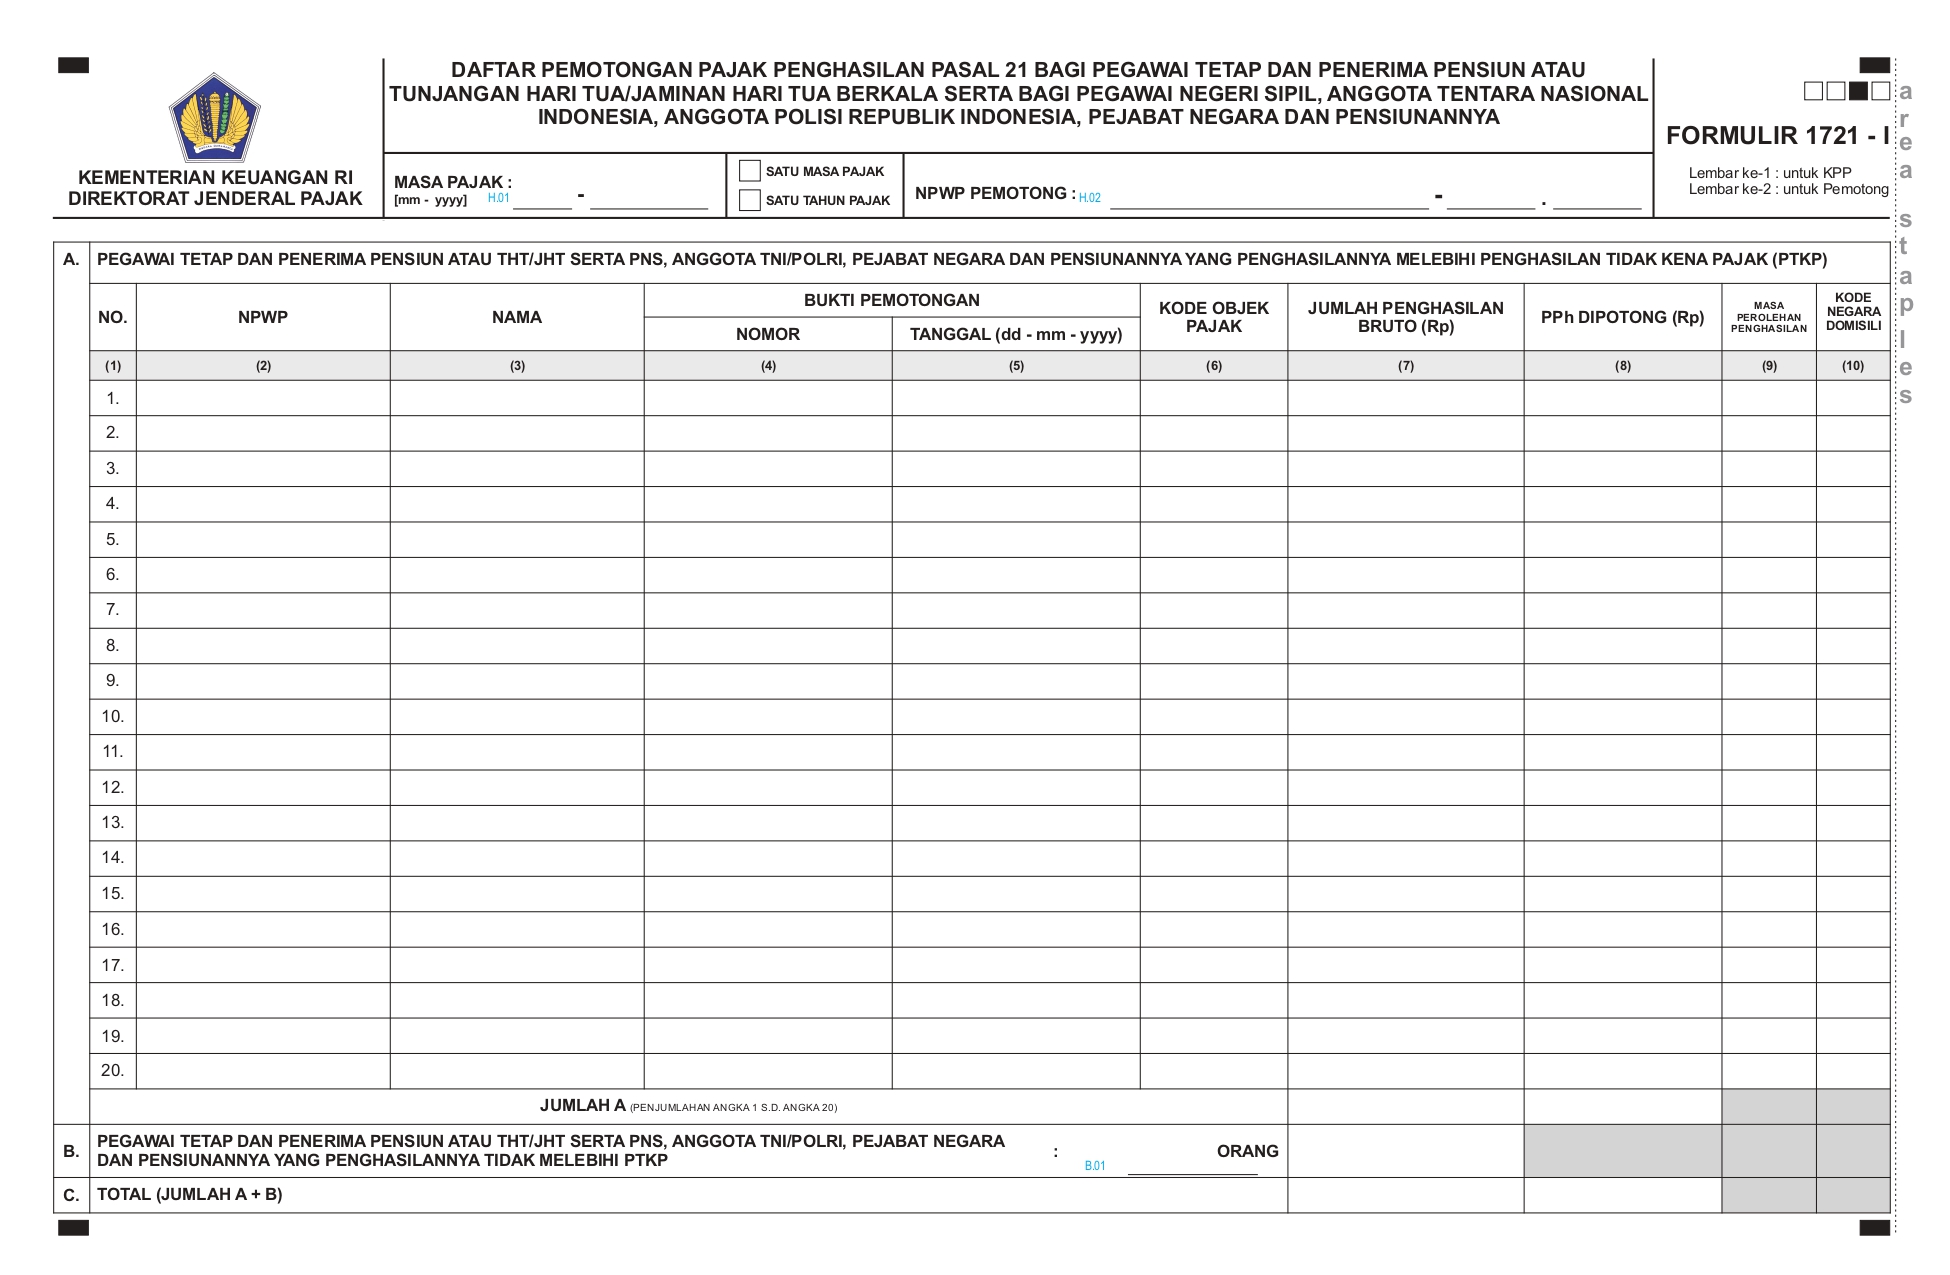 DAFTAR PEMOTONGAN PAJAK PENGHASILAN PASAL 21 BAGI PEGAWAI TETAP DAN PENERIMA PENSIUN ATAU
TUNJANGAN HARI TUA/JAMINAN HARI TUA BERKALA SERTA BAGI PEGAWAI NEGERI SIPIL, ANGGOTA TENTARA NASIONAL
INDONESIA, ANGGOTA POLISI REPUBLIK INDONESIA, PEJABAT NEGARA DAN PENSIUNANNYA
KEMENTERIAN KEUANGAN RI
DIREKTORAT JENDERAL PAJAK
MASA PAJAK :
[mm - yyyy] H.01 -
SATU MASA PAJAK
SATU TAHUN PAJAK
NPWP PEMOTONG : H.02 - .
FORMULIR 1721 - I
Lembar ke-1 : untuk KPP
Lembar ke-2 : untuk Pemotong
area staples
A. PEGAWAI TETAP DAN PENERIMA PENSIUN ATAU THT/JHT SERTA PNS, ANGGOTA TNI/POLRI, PEJABAT NEGARA DAN PENSIUNANNYA YANG PENGHASILANNYA MELEBIHI PENGHASILAN TIDAK KENA PAJAK (PTKP)
NO.
NPWP
NAMA
BUKTI PEMOTONGAN
NOMOR
TANGGAL (dd - mm - yyyy)
KODE OBJEK
PAJAK
JUMLAH PENGHASILAN
BRUTO (Rp)
PPh DIPOTONG (Rp)
MASA
PEROLEHAN
PENGHASILAN
KODE
NEGARA
DOMISILI
(1) (2) (3) (4) (5) (6) (7) (8) (9) (10)
1.
2.
3.
4.
5.
6.
7.
8.
9.
10.
11.
12.
13.
14.
15.
16.
17.
18.
19.
20.
JUMLAH A (PENJUMLAHAN ANGKA 1 S.D. ANGKA 20)
B. PEGAWAI TETAP DAN PENERIMA PENSIUN ATAU THT/JHT SERTA PNS, ANGGOTA TNI/POLRI, PEJABAT NEGARA
DAN PENSIUNANNYA YANG PENGHASILANNYA TIDAK MELEBIHI PTKP : B.01 ORANG
C. TOTAL (JUMLAH A + B)